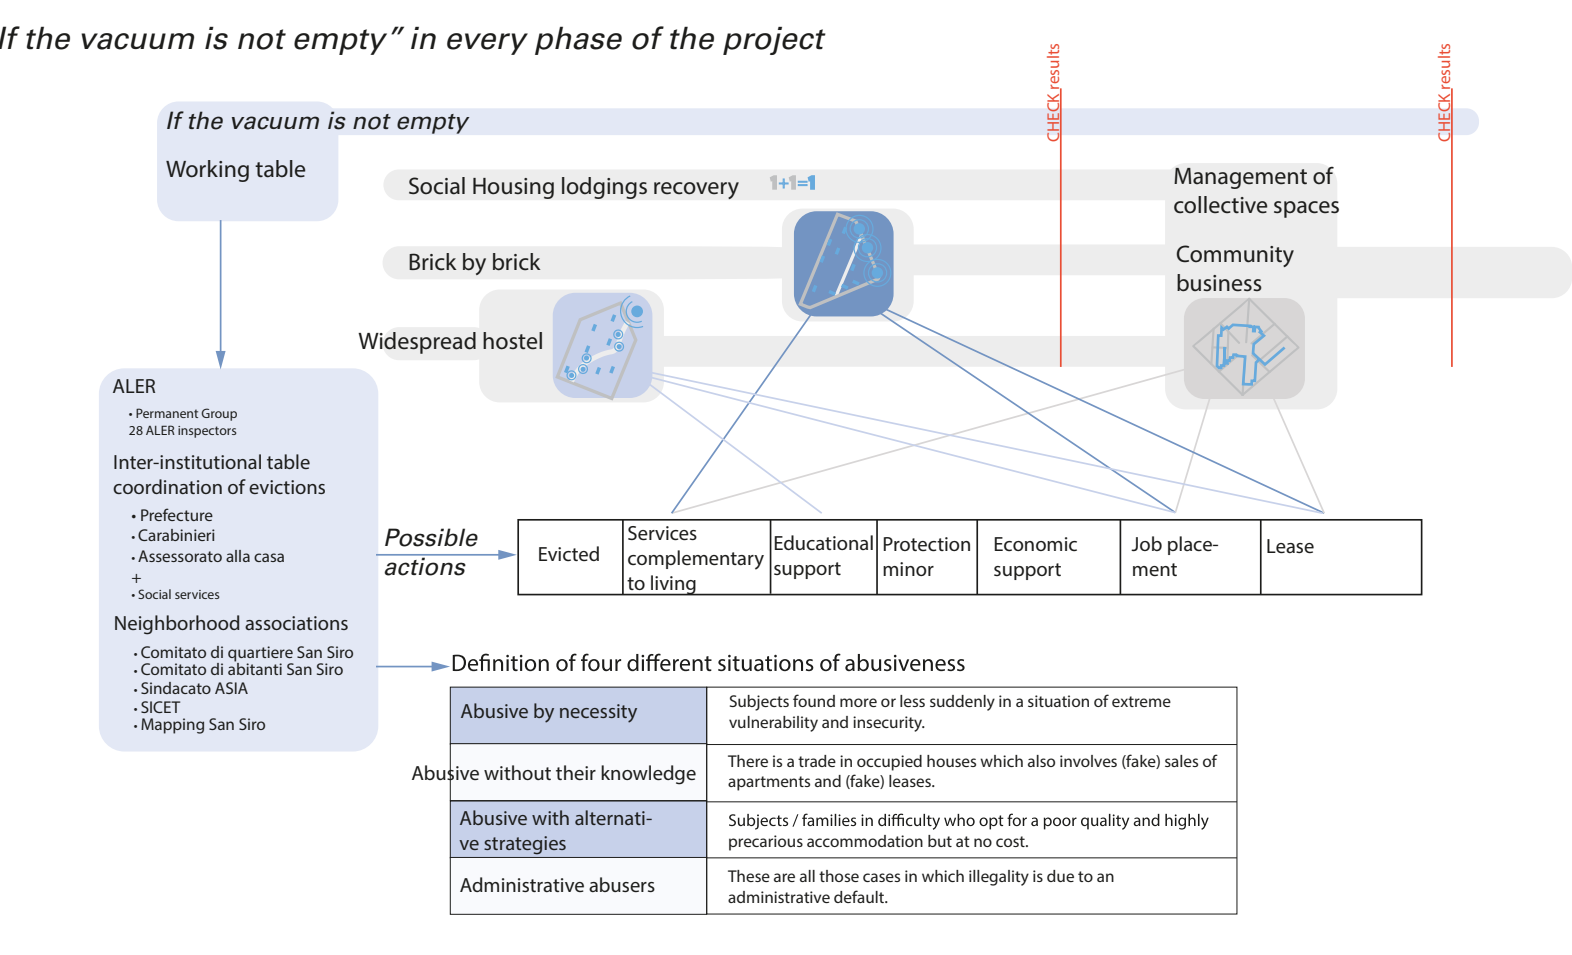 If the vacuum is not empty” in every phase of the project
CHECK results
CHECK results
If the vacuum is not empty
Working table
Social Housing lodgings recovery
1+1=1
Management of
collective spaces
Brick by brick
Community
business
Widespread hostel
ALER
• Permanent Group
28 ALER inspectors
Inter-institutional table
coordination of evictions
• Prefecture
• Carabinieri
• Assessorato alla casa
+
• Social services
Neighborhood associations
• Comitato di quartiere San Siro
• Comitato di abitanti San Siro
• Sindacato ASIA
• SICET
• Mapping San Siro
Possible
actions
Evicted
Services
complementary
to living
Educational
support
Protection
minor
Economic
support
Job place-
ment
Lease
Definition of four different situations of abusiveness
Abusive by necessity
Subjects found more or less suddenly in a situation of extreme
vulnerability and insecurity.
Abusive without their knowledge
There is a trade in occupied houses which also involves (fake) sales of
apartments and (fake) leases.
Abusive with alternati-
ve strategies
Subjects / families in difficulty who opt for a poor quality and highly
precarious accommodation but at no cost.
Administrative abusers
These are all those cases in which illegality is due to an
administrative default.